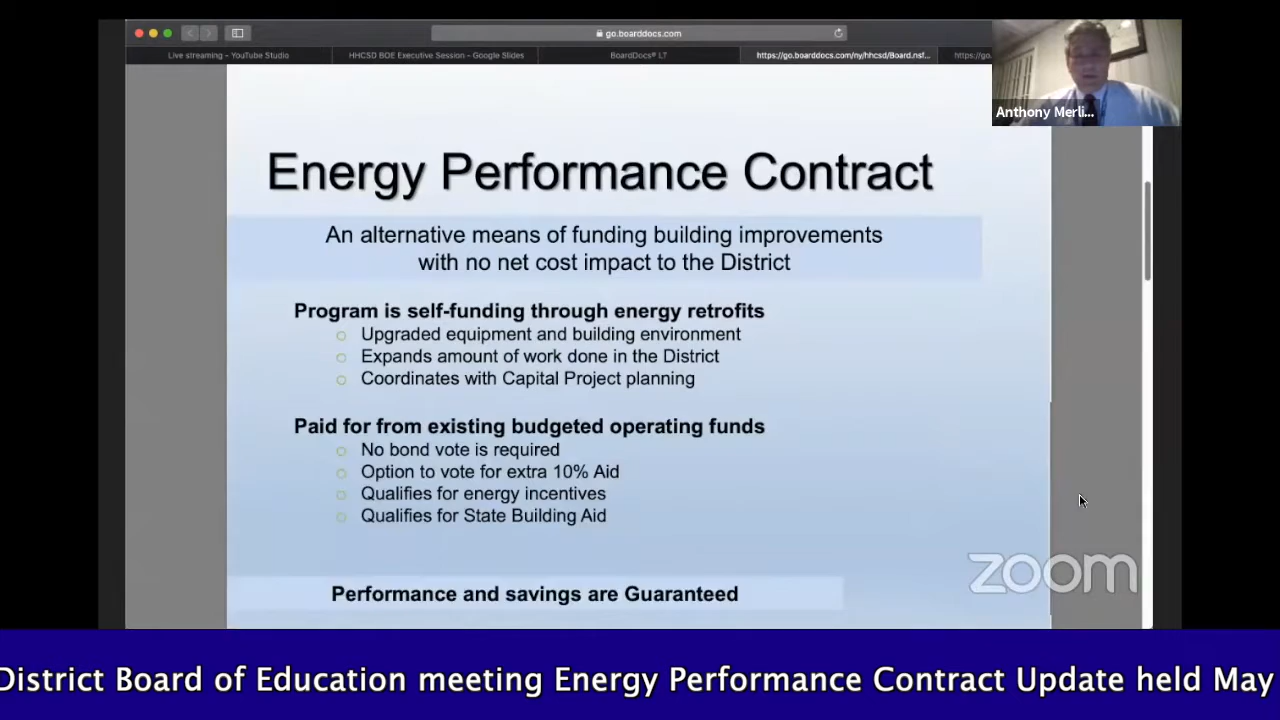 go.boarddocs.com
Live streaming – YouTube Studio
HHCSD BOE Executive Session – Google Slides
BoardDocs® LT
https://go.boarddocs.com/ny/hhcsd/Board.nsf...
https://go.
Anthony Merli...
Energy Performance Contract
An alternative means of funding building improvements
with no net cost impact to the District
Program is self-funding through energy retrofits
Upgraded equipment and building environment
Expands amount of work done in the District
Coordinates with Capital Project planning
Paid for from existing budgeted operating funds
No bond vote is required
Option to vote for extra 10% Aid
Qualifies for energy incentives
Qualifies for State Building Aid
Performance and savings are Guaranteed
zoom
District Board of Education meeting Energy Performance Contract Update held May